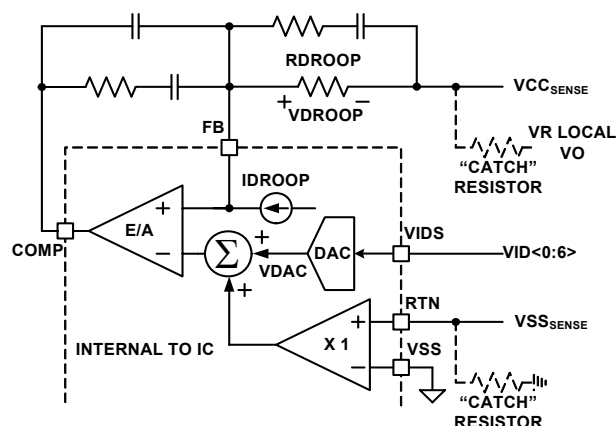 RDROOP
+ VDROOP −
VCCSENSE
FB
VR LOCAL
VO
"CATCH"
RESISTOR
IDROOP
+
E/A
−
COMP
Σ
+
+
VDAC
DAC
VIDS
VID<0:6>
RTN
VSSSENSE
INTERNAL TO IC
+
X 1
−
VSS
"CATCH"
RESISTOR